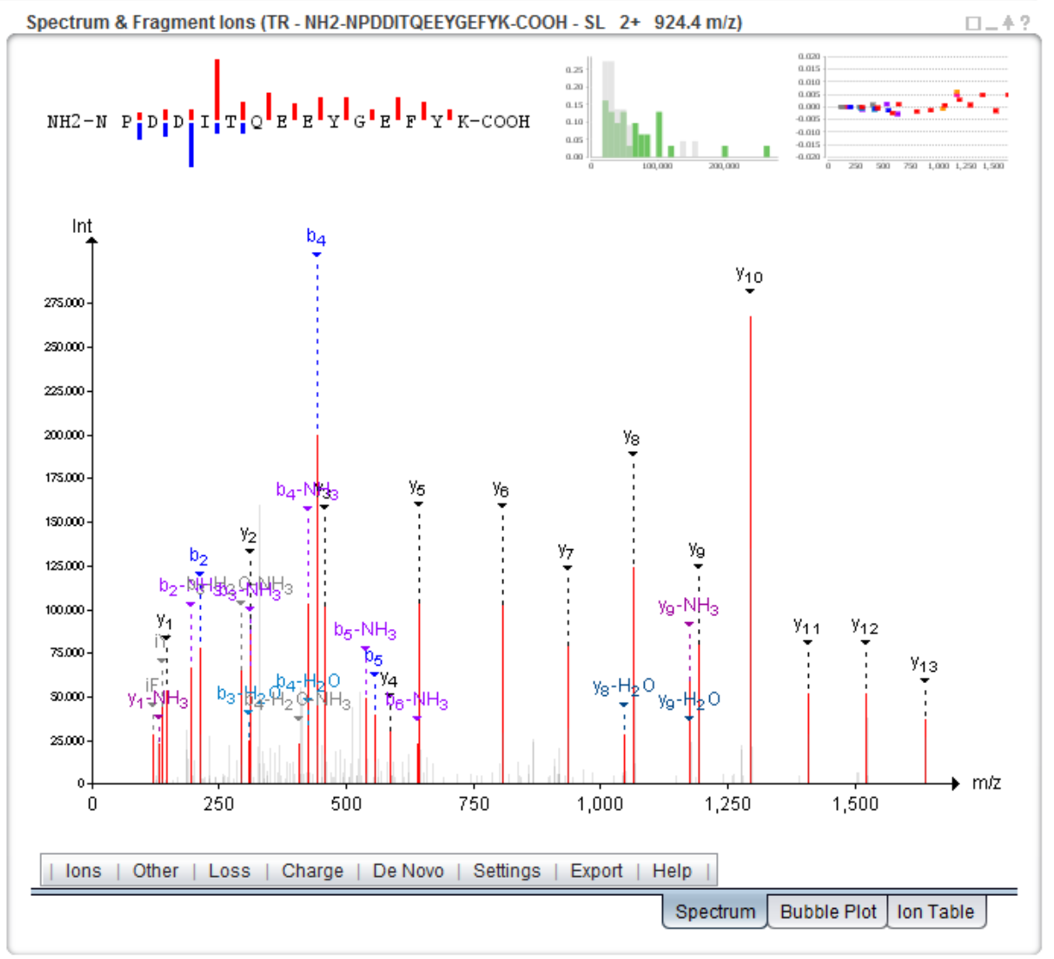 Spectrum & Fragment Ions (TR - NH2-NPDDITQEEYGEFYK-COOH - SL 2+ 924.4 m/z)
NH2-N P D D I T Q E E Y G E F Y K-COOH
0.25
0.20
0.15
0.10
0.05
0.00
0 100,000 200,000
0.020
0.015
0.010
0.005
0.000
-0.005
-0.010
-0.015
-0.020
0 250 500 750 1,000 1,250 1,500
Int
b4
y10
275.000
250.000
225.000
200.000
y8
175.000
b4-NH3 y3 y5 y6
150.000
y2
b2 y7 y9
125.000
b2-NH3 b3-NH3
y9-NH3
100.000
y1 b5-NH3 y11 y12
75.000
iY b5 y13
iF b4-H2O y4
y1-NH3 b3-H2O b4-H2O-NH3 b6-NH3 y8-H2O y9-H2O
50.000
25.000
0
0 250 500 750 1,000 1,250 1,500 m/z
| Ions | Other | Loss | Charge | De Novo | Settings | Export | Help |
Spectrum Bubble Plot Ion Table